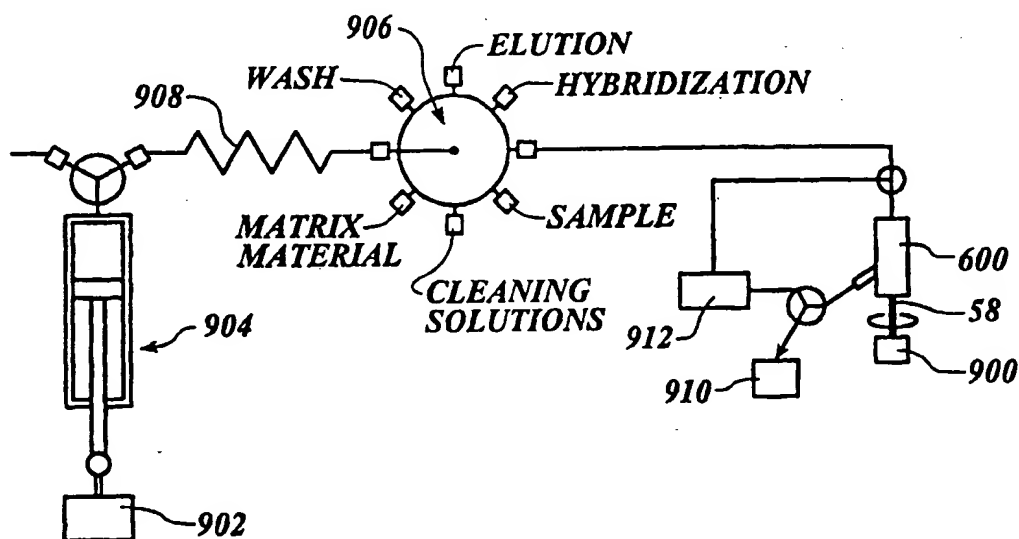 906
ELUTION
WASH
HYBRIDIZATION
908
MATRIX
MATERIAL
SAMPLE
CLEANING
SOLUTIONS
600
58
904
912
910
900
902